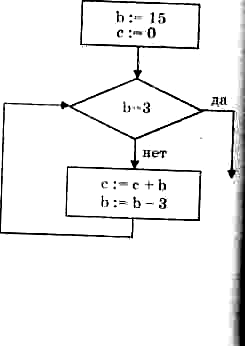 b := 15
c := 0
b=3
да
нет
c := c + b
b := b - 3